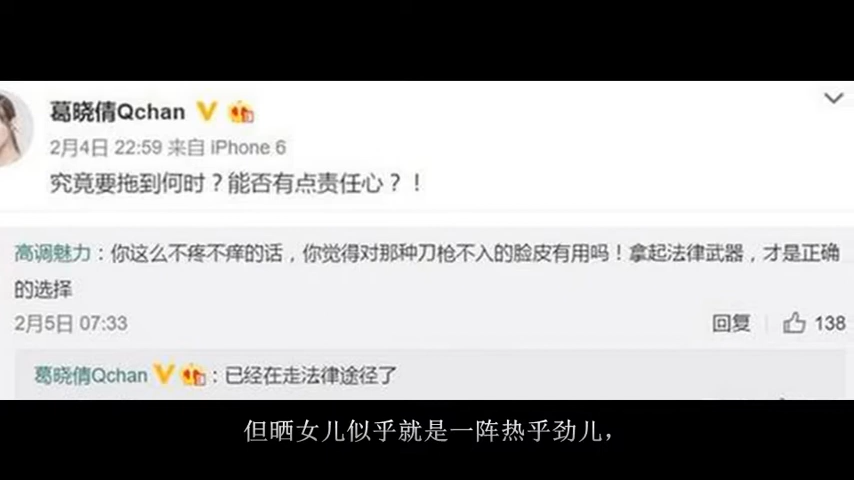 葛晓倩Qchan
2月4日 22:59 来自 iPhone 6
究竟要拖到何时？能否有点责任心？！
高调魅力：你这么不疼不痒的话，你觉得对那种刀枪不入的脸皮有用吗！拿起法律武器，才是正确
的选择
2月5日 07:33 回复 138
葛晓倩Qchan：已经在走法律途径了
但晒女儿似乎就是一阵热乎劲儿，